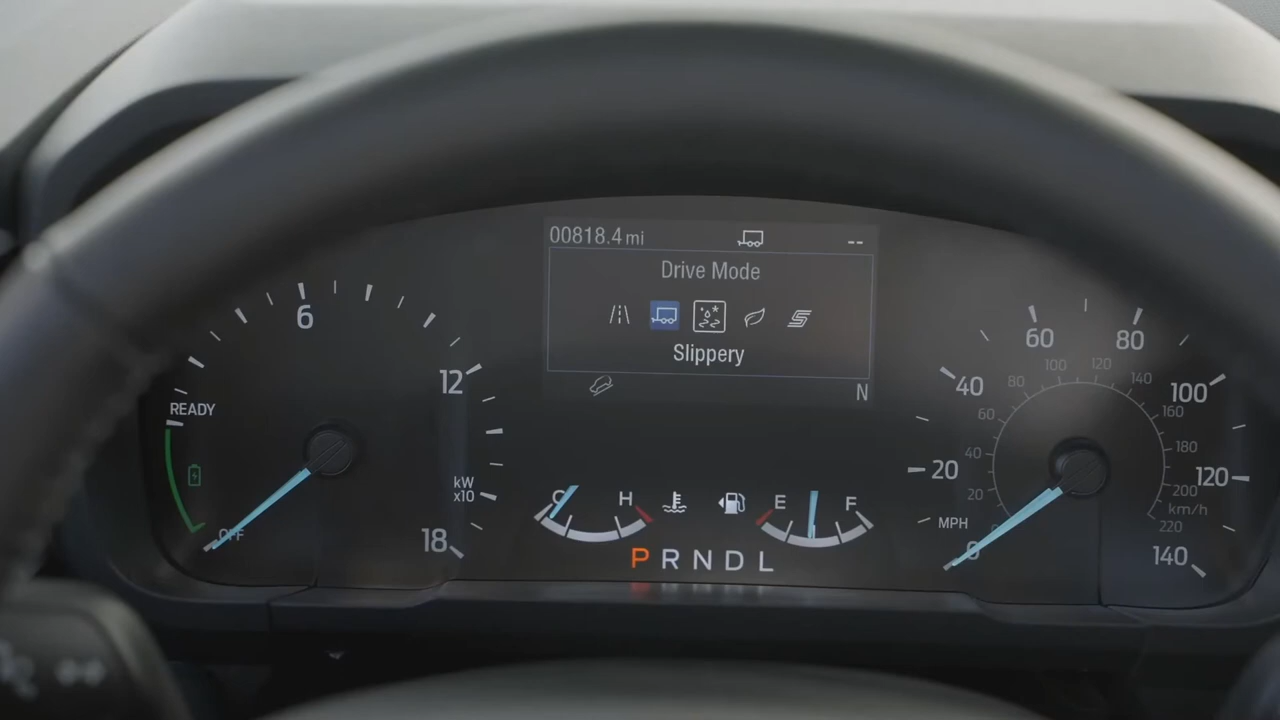 00818.4 mi --
Drive Mode
Slippery
N
6
12
18
READY
OFF
kW
x10
C H
E F
P R N D L
0 20 40 60 80 100 120 140
MPH
20 40 60 80 100 120 140 160 180 200 220
km/h